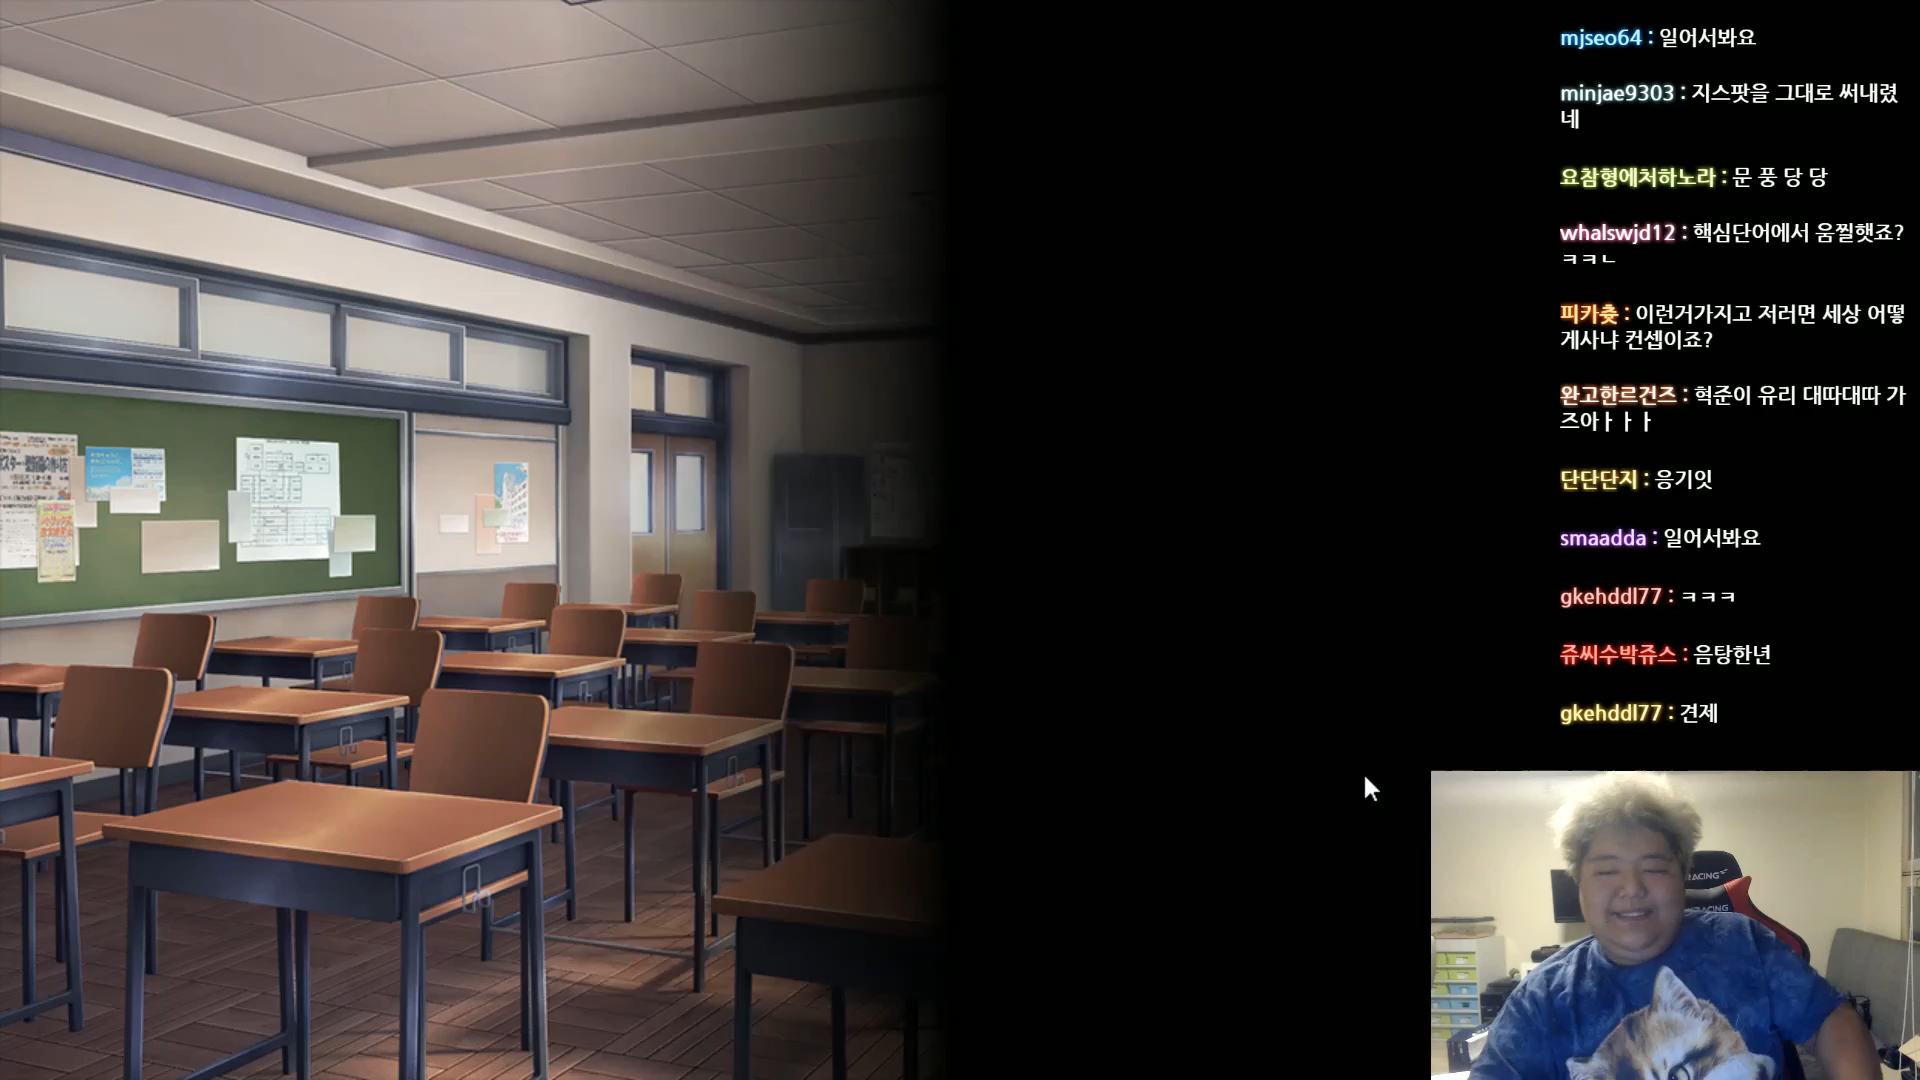 mjseo64 : 일어서봐요
minjae9303 : 지스팟을 그대로 써내렸
네
요참형에처하노라 : 문 풍 당 당
whalswjd12 : 핵심단어에서 움찔햇죠?
ㅋㅋㄴ
피카츛 : 이런거가지고 저러면 세상 어떻
게사냐 컨셉이죠?
완고한르건즈 : 혁준이 유리 대따대따 가
즈아ㅏㅏㅏ
단단단지 : 응기잇
smaadda : 일어서봐요
gkehddl77 : ㅋㅋㅋ
쥬씨수박쥬스 : 음탕한년
gkehddl77 : 견제
RACING
RACING